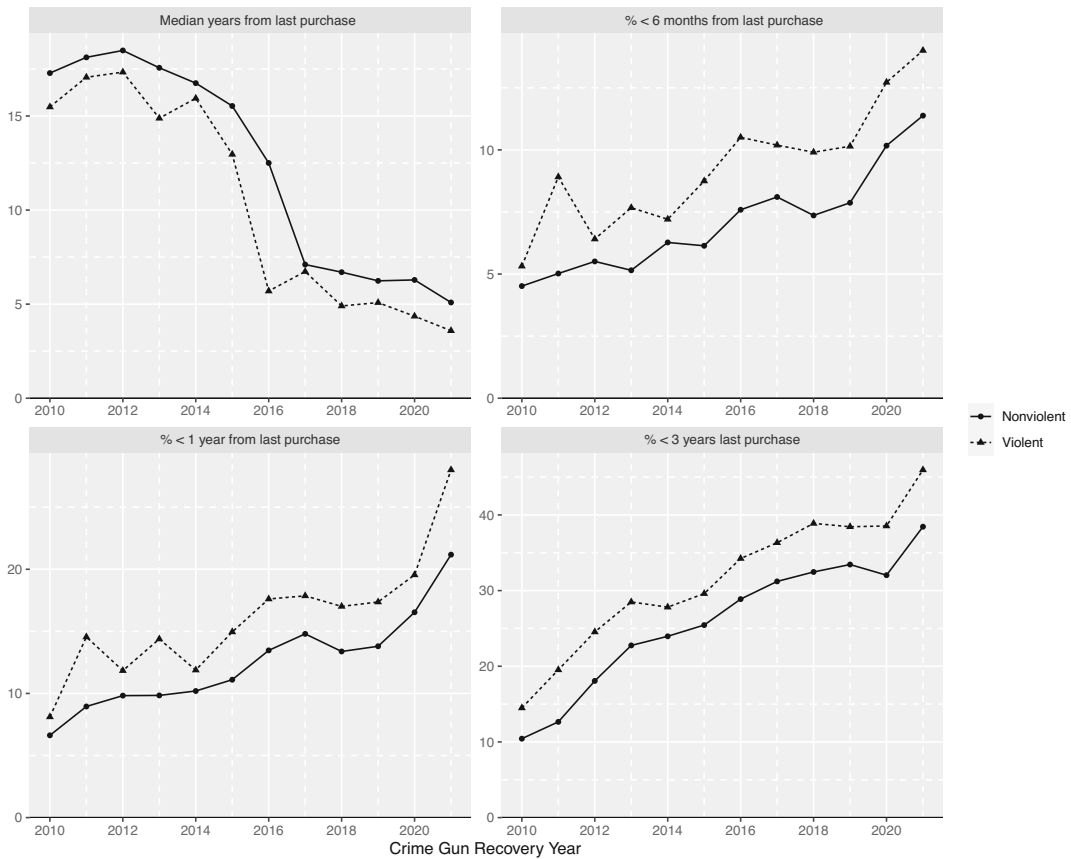 Median years from last purchase
15
10
5
0
2010 2012 2014 2016 2018 2020
% < 6 months from last purchase
10
5
0
2010 2012 2014 2016 2018 2020
% < 1 year from last purchase
20
10
0
2010 2012 2014 2016 2018 2020
% < 3 years last purchase
40
30
20
10
0
2010 2012 2014 2016 2018 2020
Crime Gun Recovery Year
Nonviolent
Violent